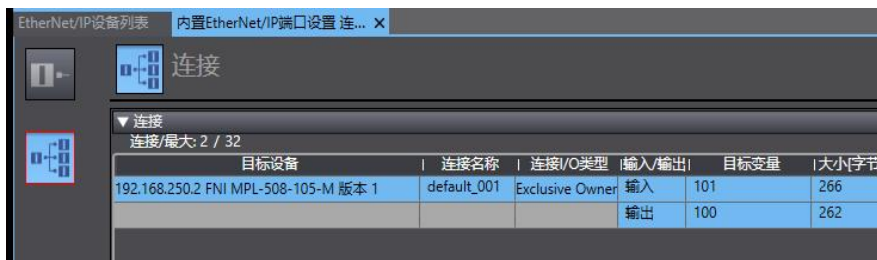 EtherNet/IP设备列表 内置EtherNet/IP端口设置 连... X
连接
▼连接
连接/最大: 2 / 32
目标设备 连接名称 连接I/O类型 输入/输出 目标变量 大小[字节
192.168.250.2 FNI MPL-508-105-M 版本 1 default_001 Exclusive Owner 输入 101 266
输出 100 262